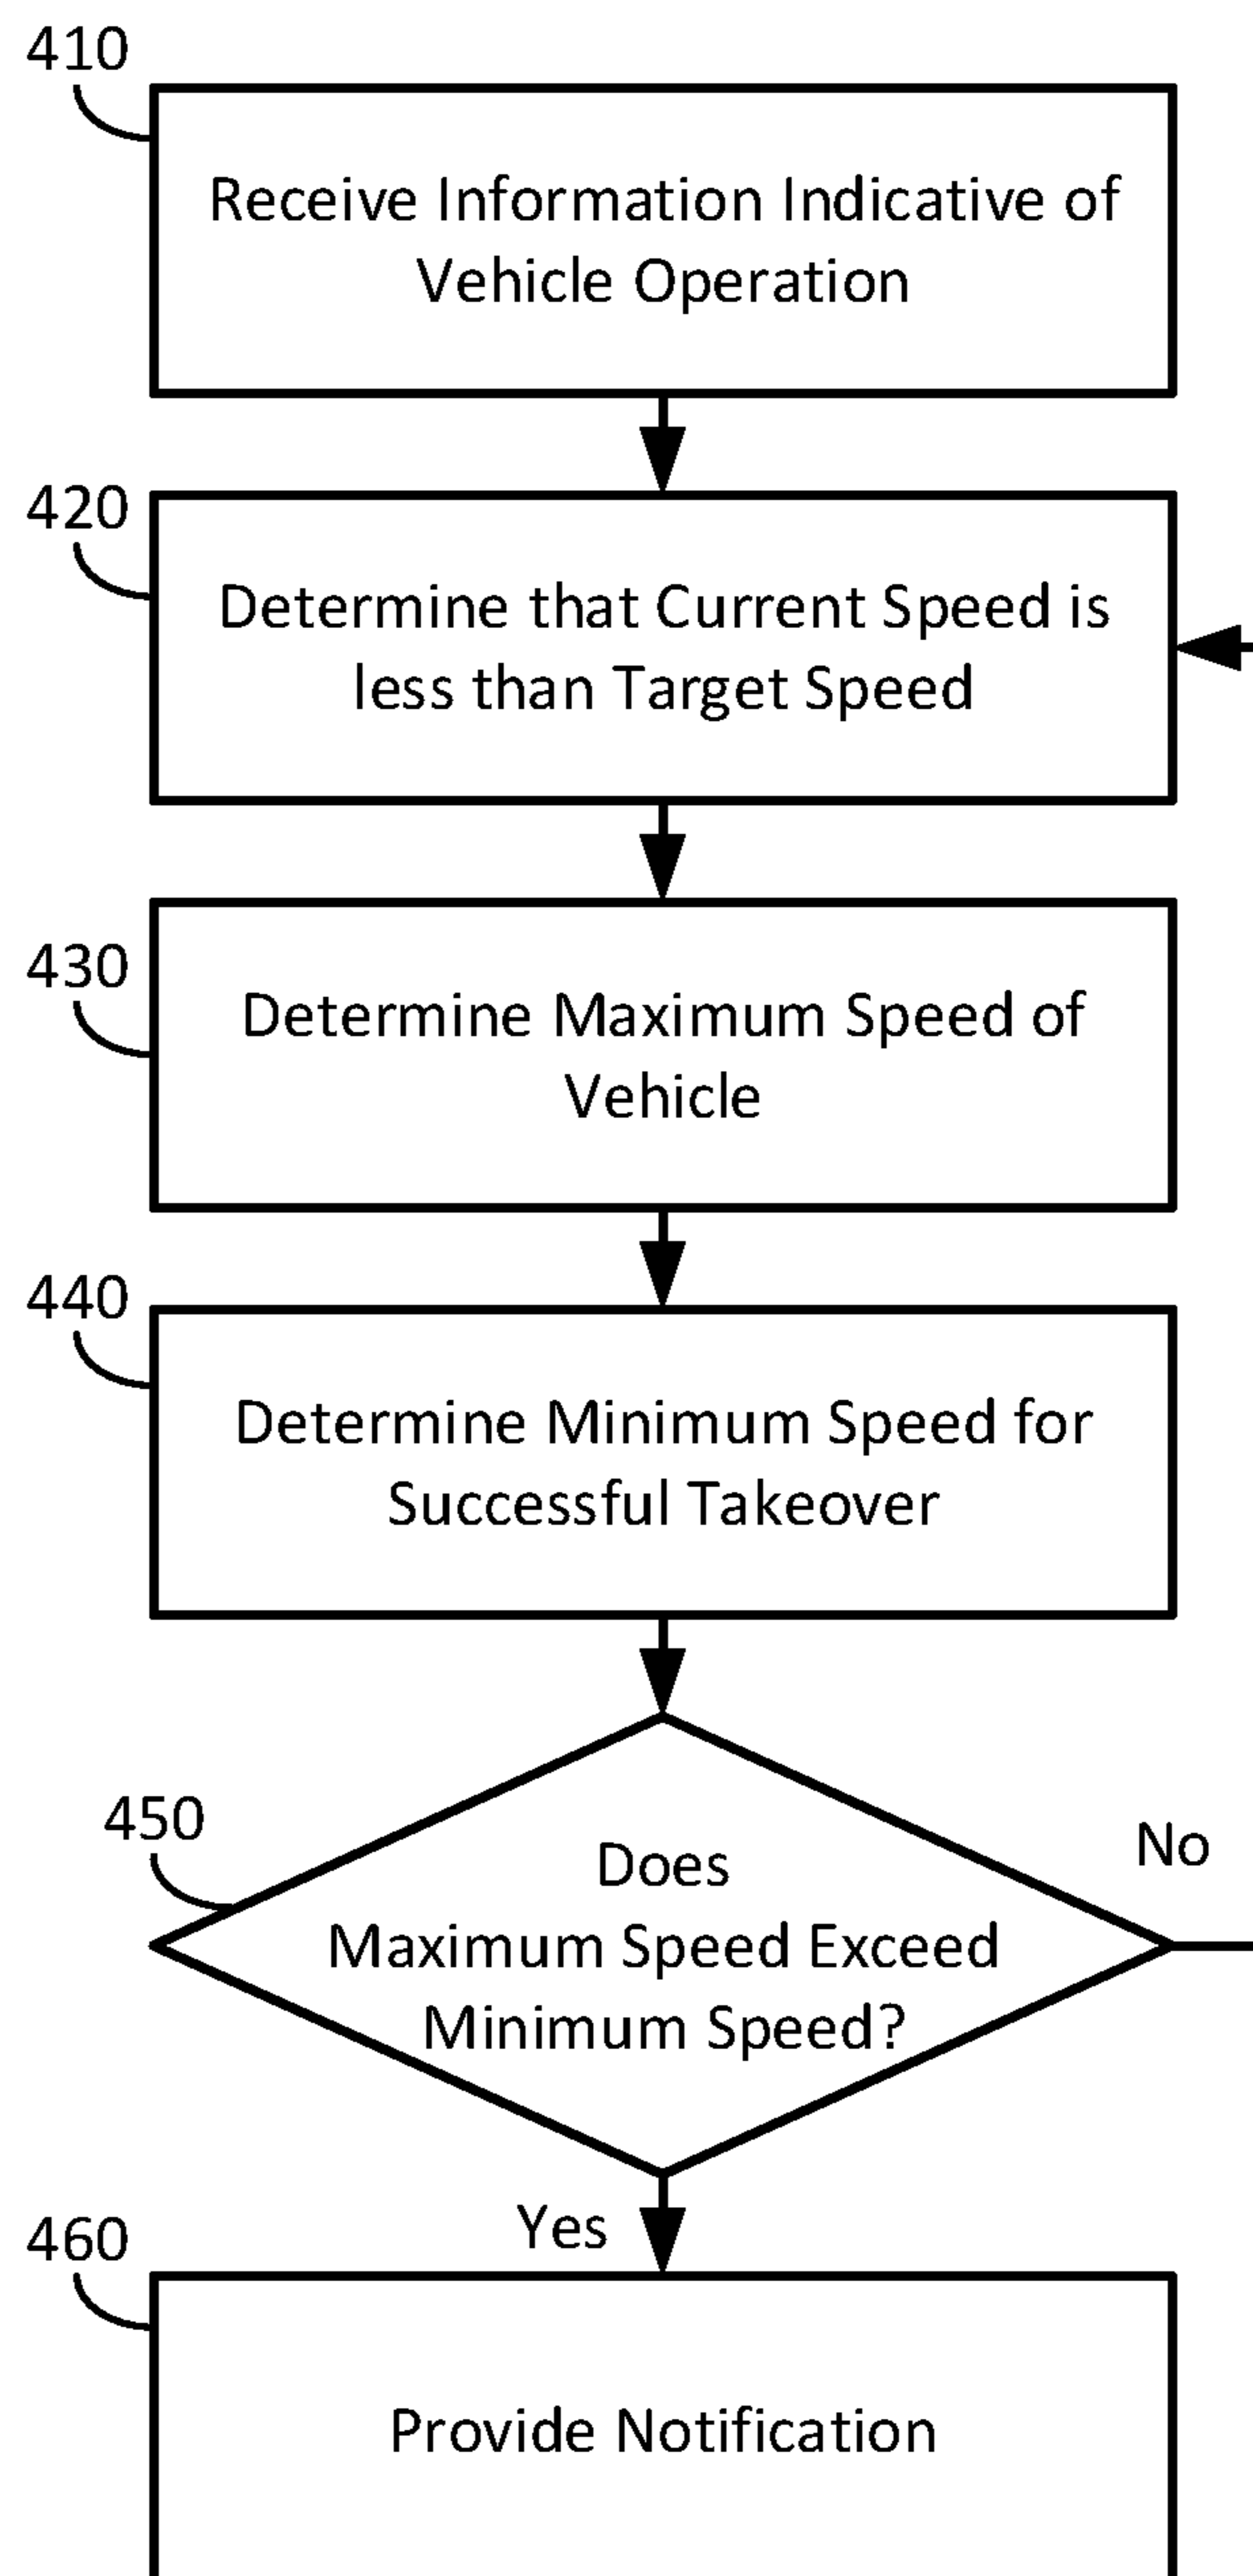 410
Receive Information Indicative of
Vehicle Operation
420
Determine that Current Speed is
less than Target Speed
430
Determine Maximum Speed of
Vehicle
440
Determine Minimum Speed for
Successful Takeover
450
Does
Maximum Speed Exceed
Minimum Speed?
No
Yes
460
Provide Notification